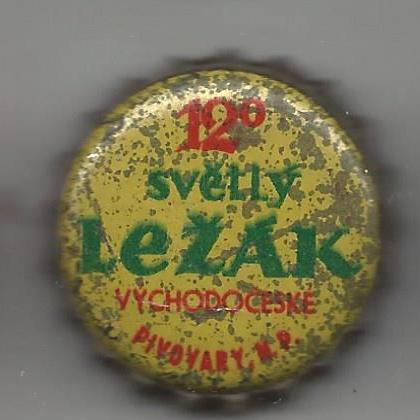 12°
světlý
LeŽÁK
VÝCHODOČESKÉ
PIVOVARY, N.P.